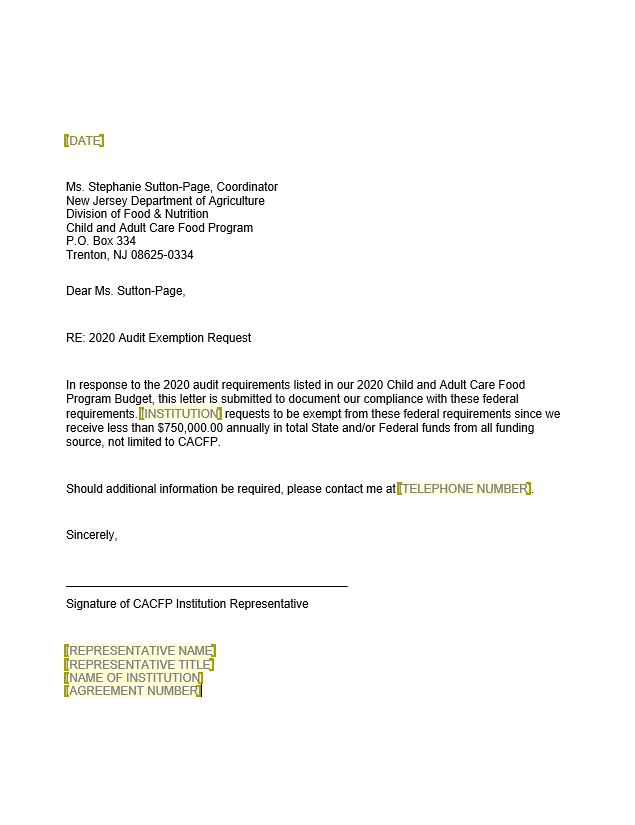 [DATE]
Ms. Stephanie Sutton-Page, Coordinator
New Jersey Department of Agriculture
Division of Food & Nutrition
Child and Adult Care Food Program
P.O. Box 334
Trenton, NJ 08625-0334
Dear Ms. Sutton-Page,
RE: 2020 Audit Exemption Request
In response to the 2020 audit requirements listed in our 2020 Child and Adult Care Food
Program Budget, this letter is submitted to document our compliance with these federal
requirements. [INSTITUTION] requests to be exempt from these federal requirements since we
receive less than $750,000.00 annually in total State and/or Federal funds from all funding
source, not limited to CACFP.
Should additional information be required, please contact me at [TELEPHONE NUMBER].
Sincerely,
Signature of CACFP Institution Representative
[REPRESENTATIVE NAME]
[REPRESENTATIVE TITLE]
[NAME OF INSTITUTION]
[AGREEMENT NUMBER]